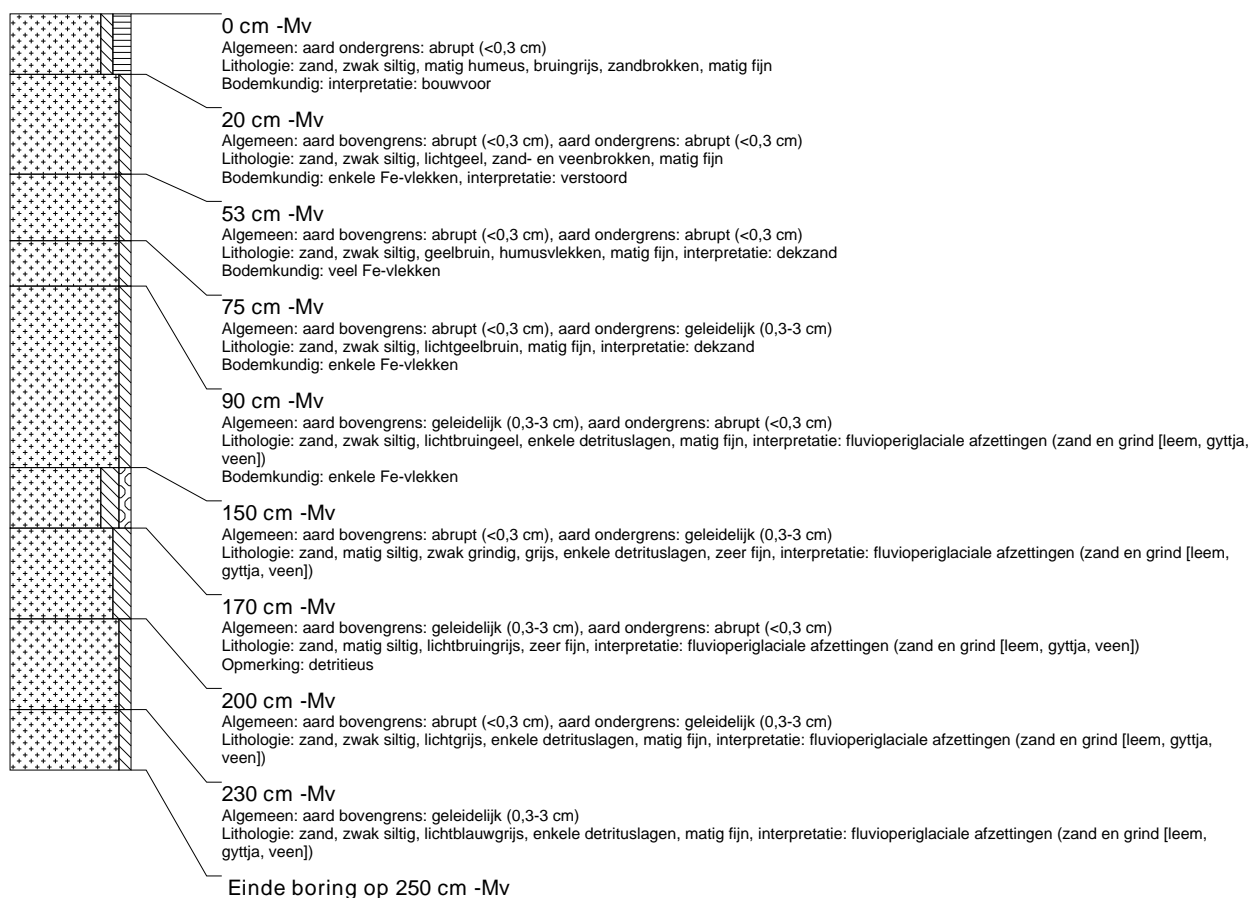 0 cm -Mv
Algemeen: aard ondergrens: abrupt (<0,3 cm)
Lithologie: zand, zwak siltig, matig humeus, bruingrijs, zandbrokken, matig fijn
Bodemkundig: interpretatie: bouwvoor
20 cm -Mv
Algemeen: aard bovengrens: abrupt (<0,3 cm), aard ondergrens: abrupt (<0,3 cm)
Lithologie: zand, zwak siltig, lichtgeel, zand- en veenbrokken, matig fijn
Bodemkundig: enkele Fe-vlekken, interpretatie: verstoord
53 cm -Mv
Algemeen: aard bovengrens: abrupt (<0,3 cm), aard ondergrens: abrupt (<0,3 cm)
Lithologie: zand, zwak siltig, geelbruin, humusvlekken, matig fijn, interpretatie: dekzand
Bodemkundig: veel Fe-vlekken
75 cm -Mv
Algemeen: aard bovengrens: abrupt (<0,3 cm), aard ondergrens: geleidelijk (0,3-3 cm)
Lithologie: zand, zwak siltig, lichtgeelbruin, matig fijn, interpretatie: dekzand
Bodemkundig: enkele Fe-vlekken
90 cm -Mv
Algemeen: aard bovengrens: geleidelijk (0,3-3 cm), aard ondergrens: abrupt (<0,3 cm)
Lithologie: zand, zwak siltig, lichtbruingeel, enkele detrituslagen, matig fijn, interpretatie: fluvioperiglaciale afzettingen (zand en grind [leem, gyttja,
veen])
Bodemkundig: enkele Fe-vlekken
150 cm -Mv
Algemeen: aard bovengrens: abrupt (<0,3 cm), aard ondergrens: geleidelijk (0,3-3 cm)
Lithologie: zand, matig siltig, zwak grindig, grijs, enkele detrituslagen, zeer fijn, interpretatie: fluvioperiglaciale afzettingen (zand en grind [leem,
gyttja, veen])
170 cm -Mv
Algemeen: aard bovengrens: geleidelijk (0,3-3 cm), aard ondergrens: abrupt (<0,3 cm)
Lithologie: zand, matig siltig, lichtbruingrijs, zeer fijn, interpretatie: fluvioperiglaciale afzettingen (zand en grind [leem, gyttja, veen])
Opmerking: detritieus
200 cm -Mv
Algemeen: aard bovengrens: abrupt (<0,3 cm), aard ondergrens: geleidelijk (0,3-3 cm)
Lithologie: zand, zwak siltig, lichtgrijs, enkele detrituslagen, matig fijn, interpretatie: fluvioperiglaciale afzettingen (zand en grind [leem, gyttja,
veen])
230 cm -Mv
Algemeen: aard bovengrens: geleidelijk (0,3-3 cm)
Lithologie: zand, zwak siltig, lichtblauwgrijs, enkele detrituslagen, matig fijn, interpretatie: fluvioperiglaciale afzettingen (zand en grind [leem,
gyttja, veen])
Einde boring op 250 cm -Mv